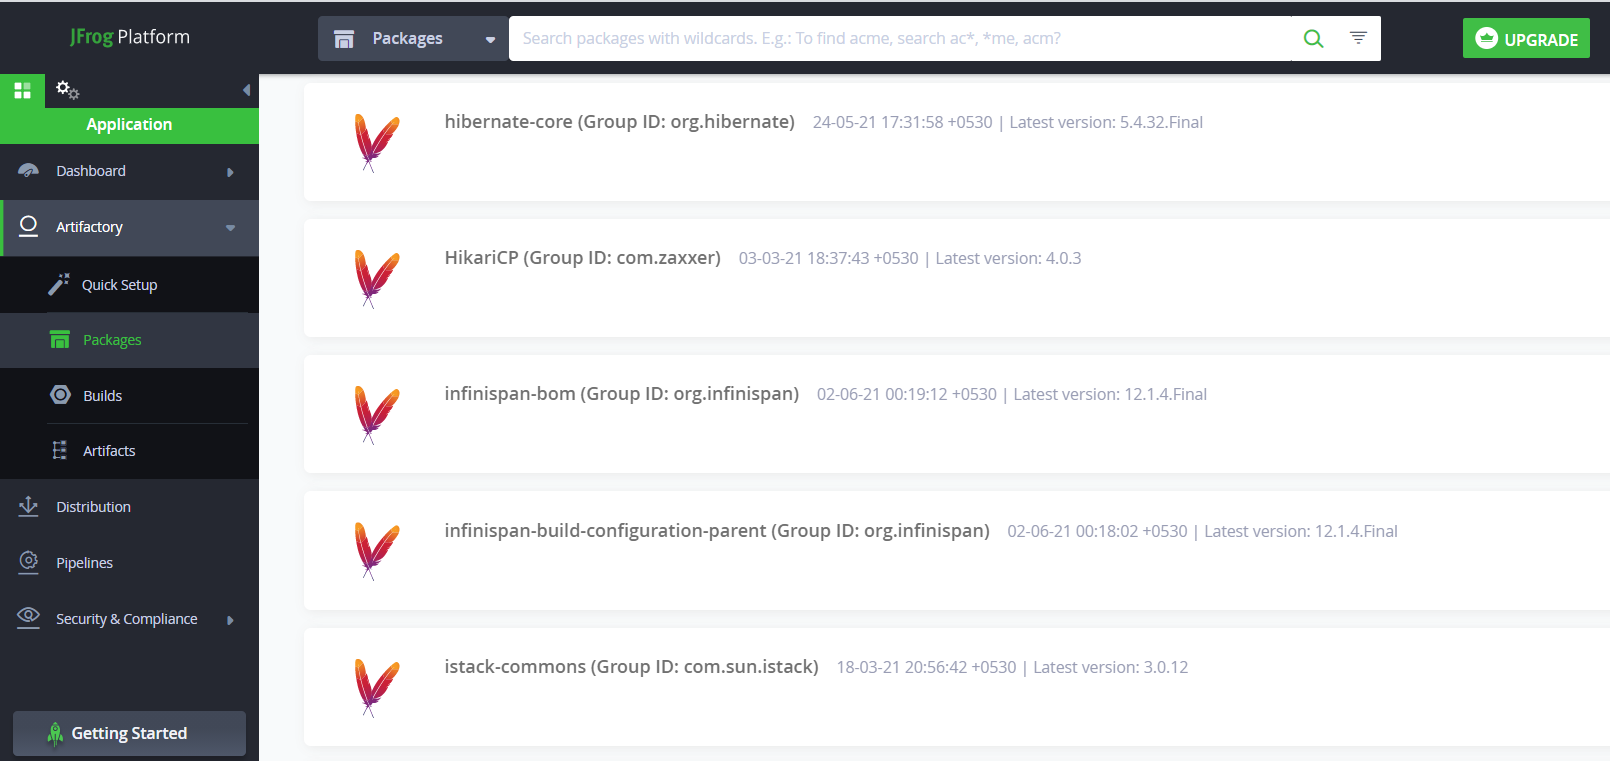 JFrog Platform
Packages
Search packages with wildcards. E.g.: To find acme, search ac*, *me, acm?
UPGRADE
Application
Dashboard
Artifactory
Quick Setup
Packages
Builds
Artifacts
Distribution
Pipelines
Security & Compliance
Getting Started
hibernate-core (Group ID: org.hibernate) 24-05-21 17:31:58 +0530 | Latest version: 5.4.32.Final
HikariCP (Group ID: com.zaxxer) 03-03-21 18:37:43 +0530 | Latest version: 4.0.3
infinispan-bom (Group ID: org.infinispan) 02-06-21 00:19:12 +0530 | Latest version: 12.1.4.Final
infinispan-build-configuration-parent (Group ID: org.infinispan) 02-06-21 00:18:02 +0530 | Latest version: 12.1.4.Final
istack-commons (Group ID: com.sun.istack) 18-03-21 20:56:42 +0530 | Latest version: 3.0.12